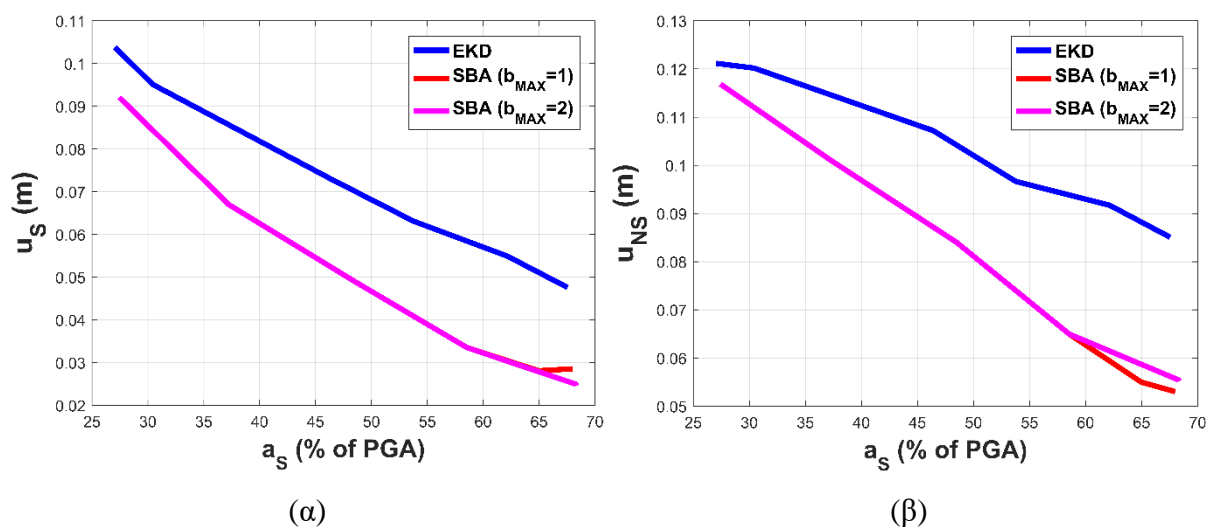 0.11
0.1
0.09
0.08
0.07
0.06
0.05
0.04
0.03
0.02
u_S (m)
EKD
SBA (b_MAX=1)
SBA (b_MAX=2)
25 30 35 40 45 50 55 60 65 70
a_S (% of PGA)
(α)
0.13
0.12
0.11
0.1
0.09
0.08
0.07
0.06
0.05
u_NS (m)
EKD
SBA (b_MAX=1)
SBA (b_MAX=2)
25 30 35 40 45 50 55 60 65 70
a_S (% of PGA)
(β)